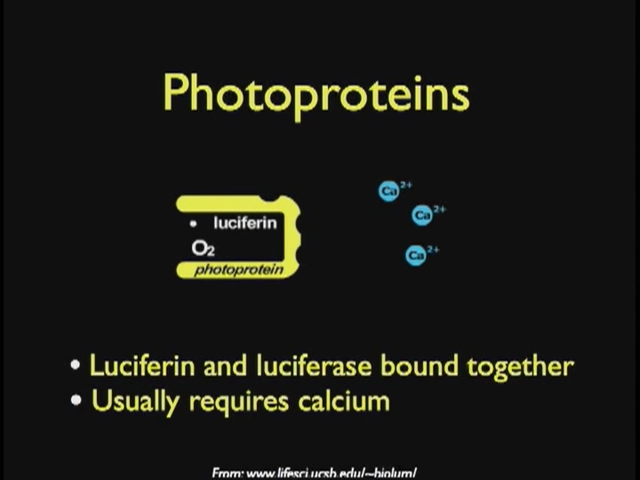 Photoproteins
Ca2+
Ca2+
Ca2+
• luciferin
O2
photoprotein
• Luciferin and luciferase bound together
• Usually requires calcium
From: www.lifesci.ucsb.edu/~biolum/